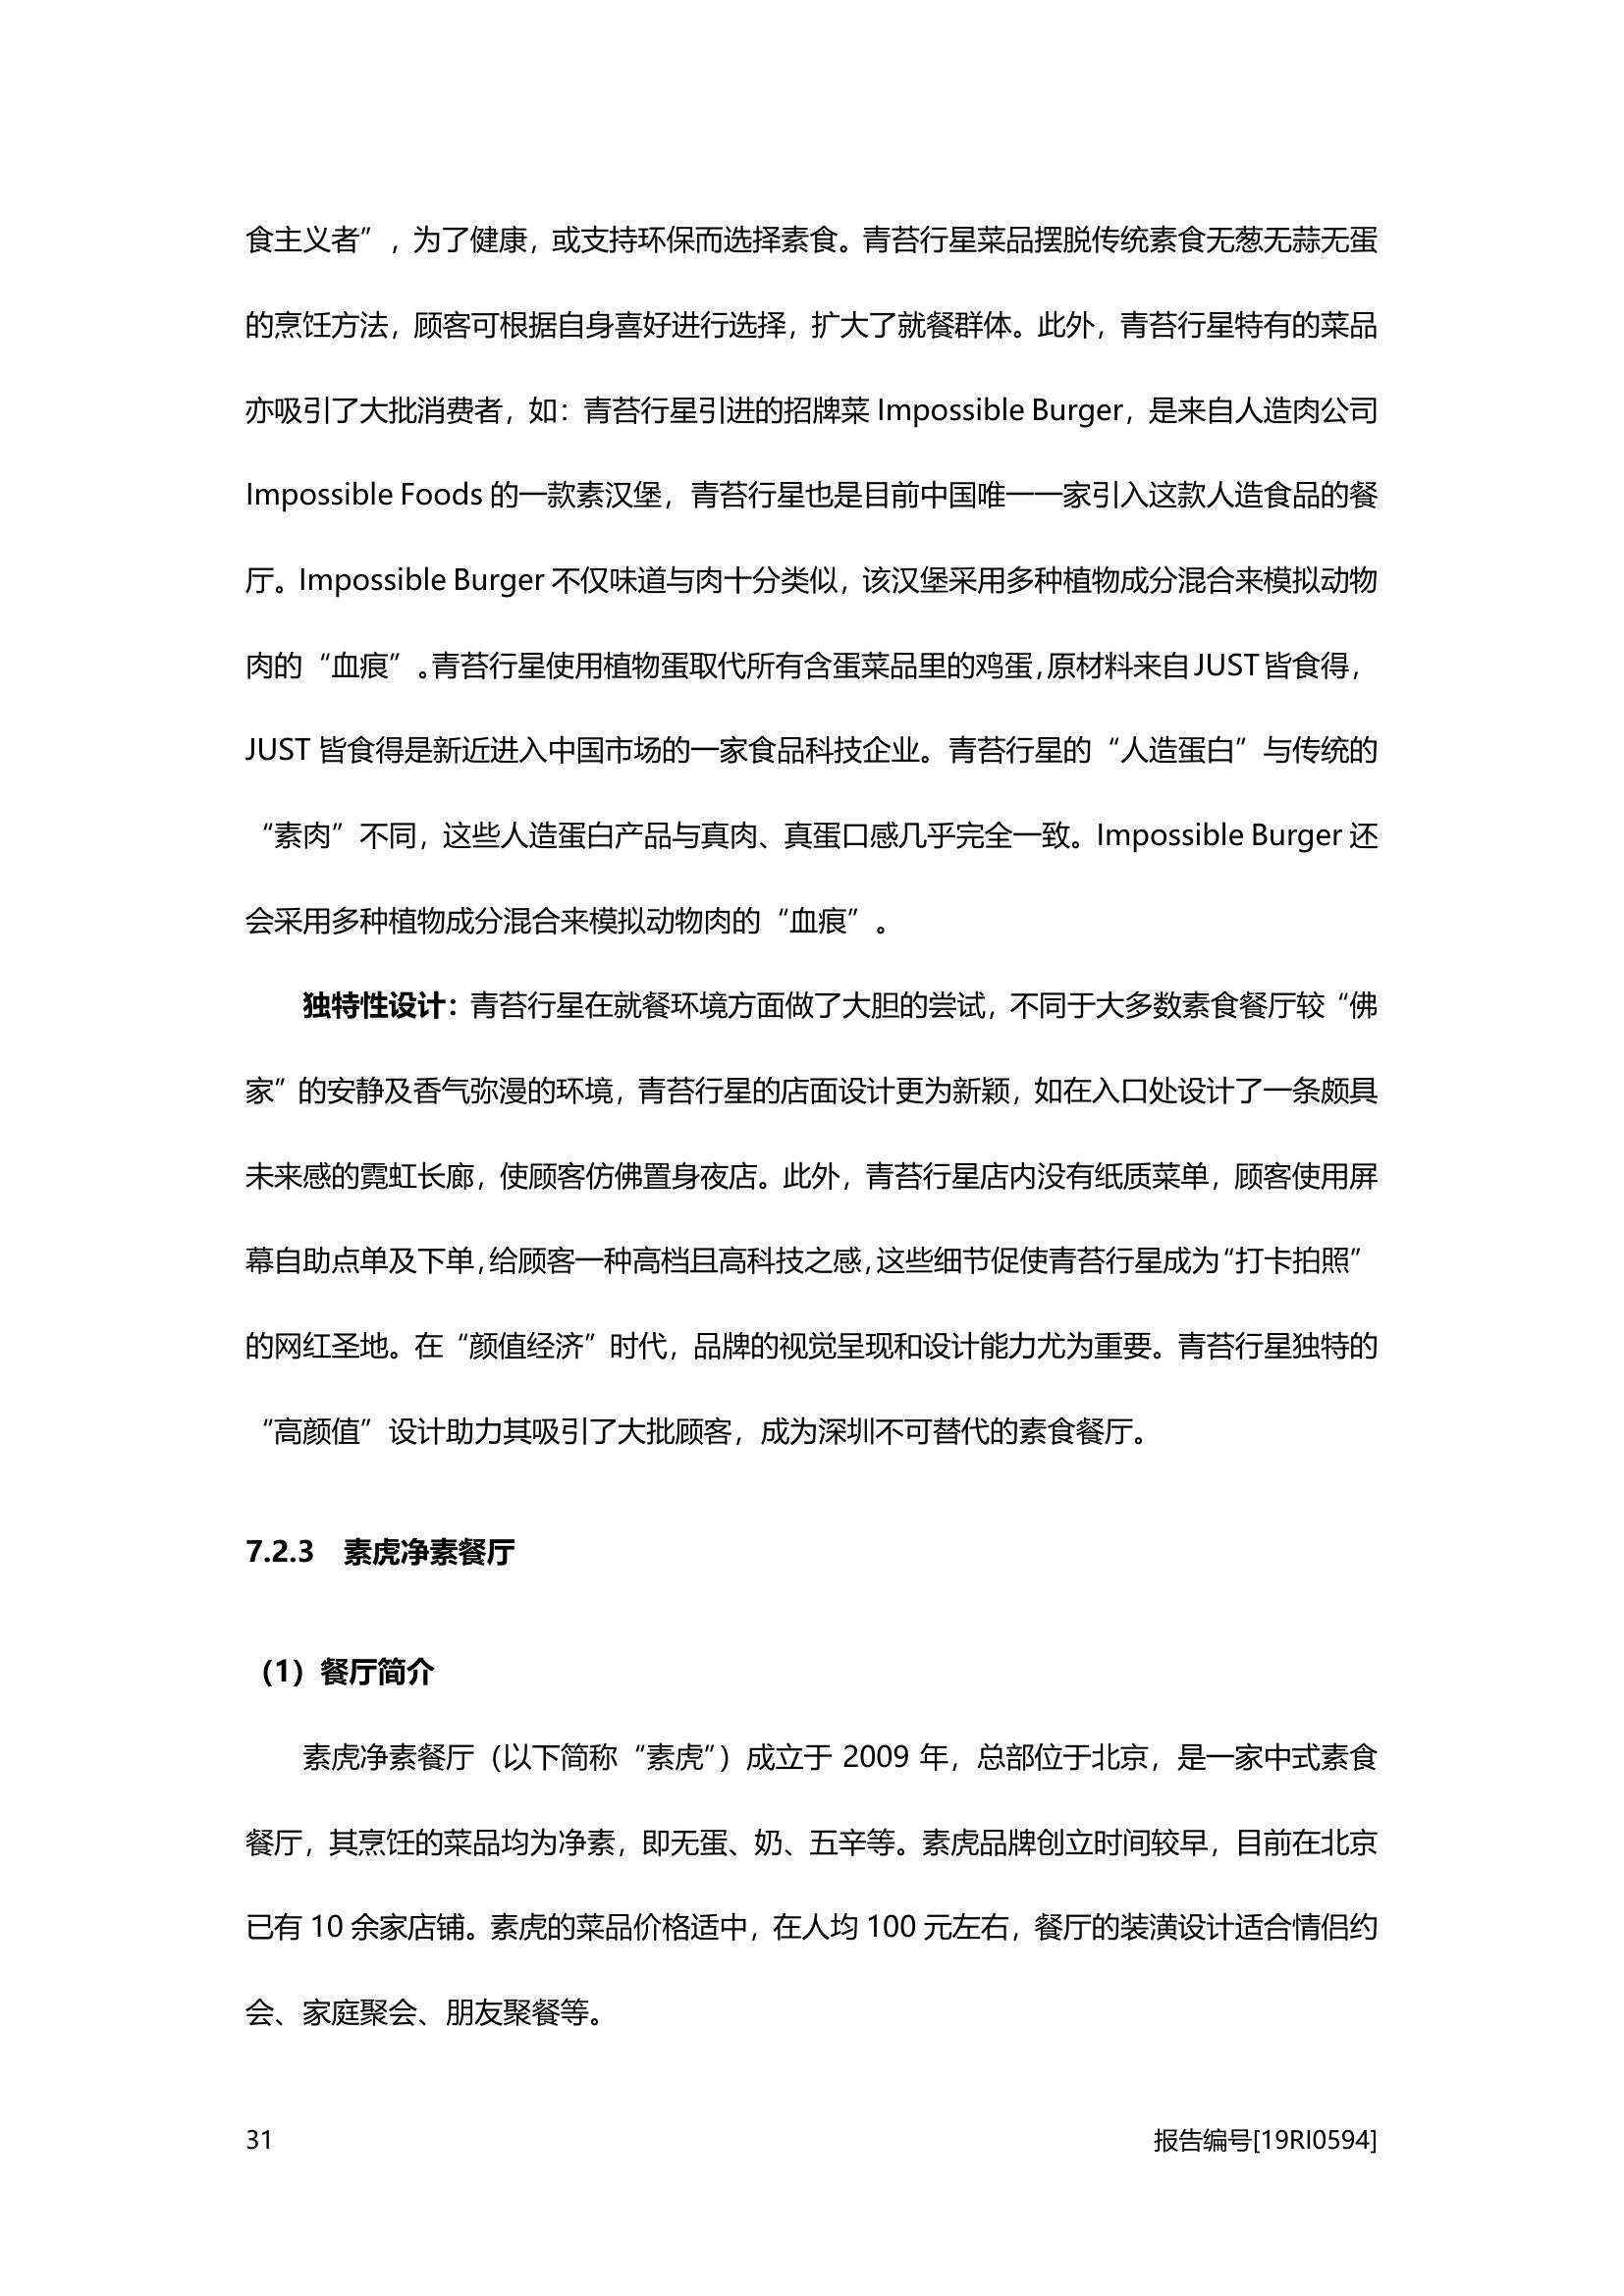 食主义者”，为了健康，或支持环保而选择素食。青苔行星菜品摆脱传统素食无葱无蒜无蛋
的烹饪方法，顾客可根据自身喜好进行选择，扩大了就餐群体。此外，青苔行星特有的菜品
亦吸引了大批消费者，如：青苔行星引进的招牌菜 Impossible Burger，是来自人造肉公司
Impossible Foods 的一款素汉堡，青苔行星也是目前中国唯一一家引入这款人造食品的餐
厅。Impossible Burger 不仅味道与肉十分类似，该汉堡采用多种植物成分混合来模拟动物
肉的“血痕”。青苔行星使用植物蛋取代所有含蛋菜品里的鸡蛋，原材料来自 JUST 皆食得，
JUST 皆食得是新近进入中国市场的一家食品科技企业。青苔行星的“人造蛋白”与传统的
“素肉”不同，这些人造蛋白产品与真肉、真蛋口感几乎完全一致。Impossible Burger 还
会采用多种植物成分混合来模拟动物肉的“血痕”。
独特性设计：青苔行星在就餐环境方面做了大胆的尝试，不同于大多数素食餐厅较“佛
家”的安静及香气弥漫的环境，青苔行星的店面设计更为新颖，如在入口处设计了一条颇具
未来感的霓虹长廊，使顾客仿佛置身夜店。此外，青苔行星店内没有纸质菜单，顾客使用屏
幕自助点单及下单，给顾客一种高档且高科技之感，这些细节促使青苔行星成为“打卡拍照”
的网红圣地。在“颜值经济”时代，品牌的视觉呈现和设计能力尤为重要。青苔行星独特的
“高颜值”设计助力其吸引了大批顾客，成为深圳不可替代的素食餐厅。
7.2.3 素虎净素餐厅
（1）餐厅简介
素虎净素餐厅（以下简称“素虎”）成立于 2009 年，总部位于北京，是一家中式素食
餐厅，其烹饪的菜品均为净素，即无蛋、奶、五辛等。素虎品牌创立时间较早，目前在北京
已有 10 余家店铺。素虎的菜品价格适中，在人均 100 元左右，餐厅的装潢设计适合情侣约
会、家庭聚会、朋友聚餐等。
31 报告编号[19RI0594]